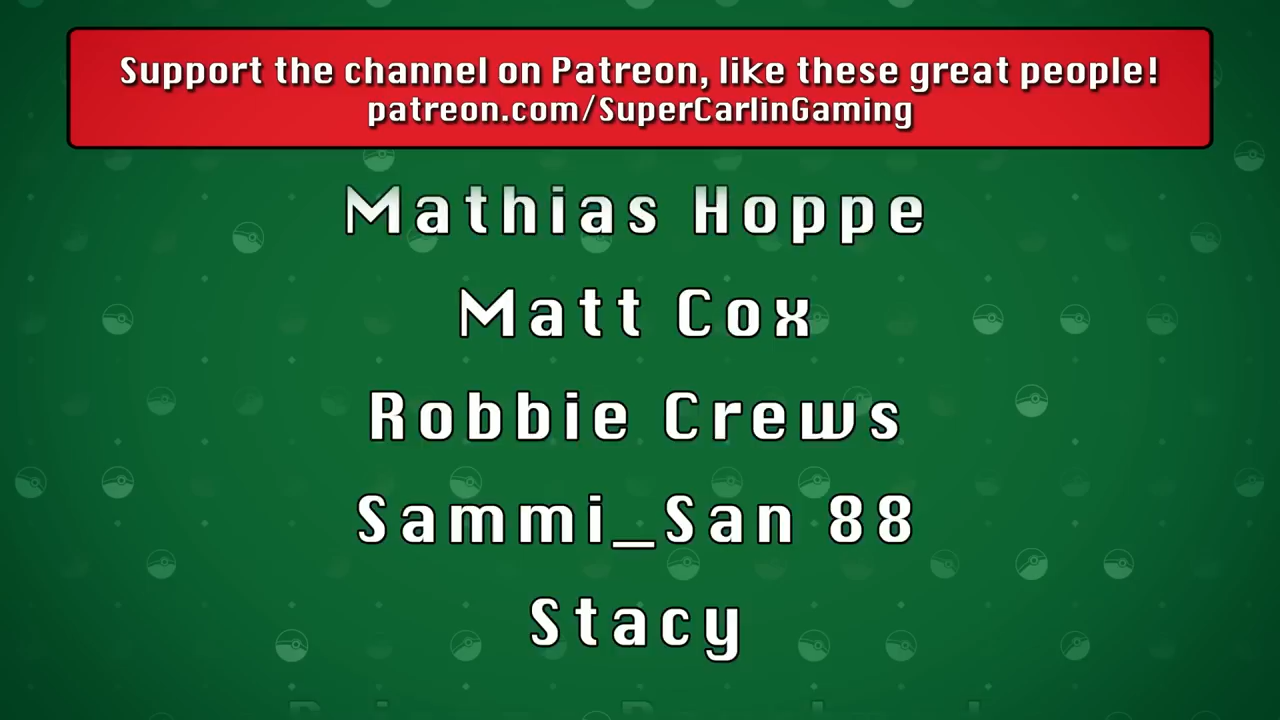 Support the channel on Patreon, like these great people!
patreon.com/SuperCarlinGaming
Mathias Hoppe
Matt Cox
Robbie Crews
Sammi_San 88
Stacy